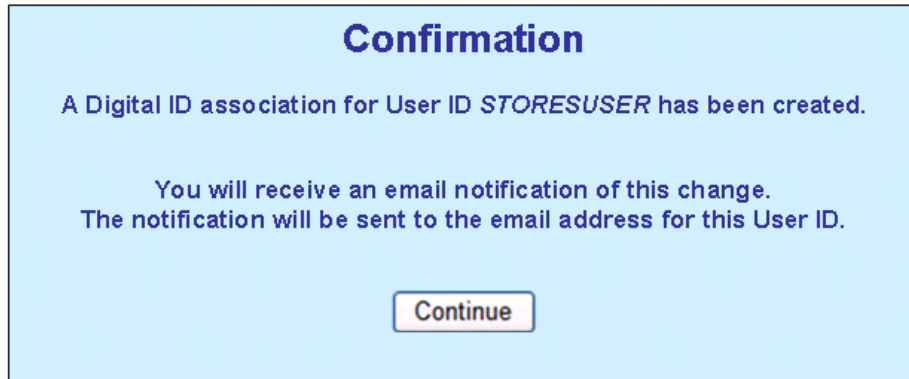 Confirmation
A Digital ID association for User ID STORESUSER has been created.
You will receive an email notification of this change.
The notification will be sent to the email address for this User ID.
Continue